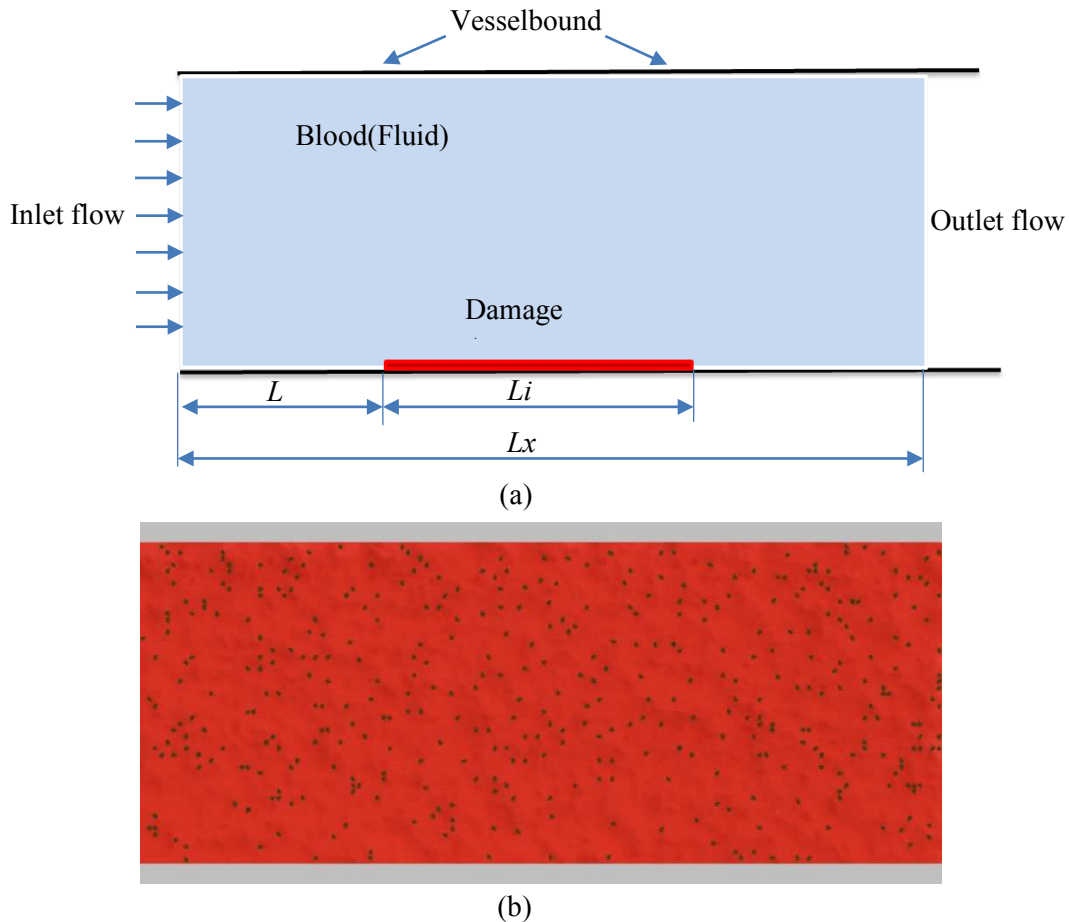 Vesselbound
Blood(Fluid)
Inlet flow
Outlet flow
Damage
L
Li
Lx
(a)
(b)